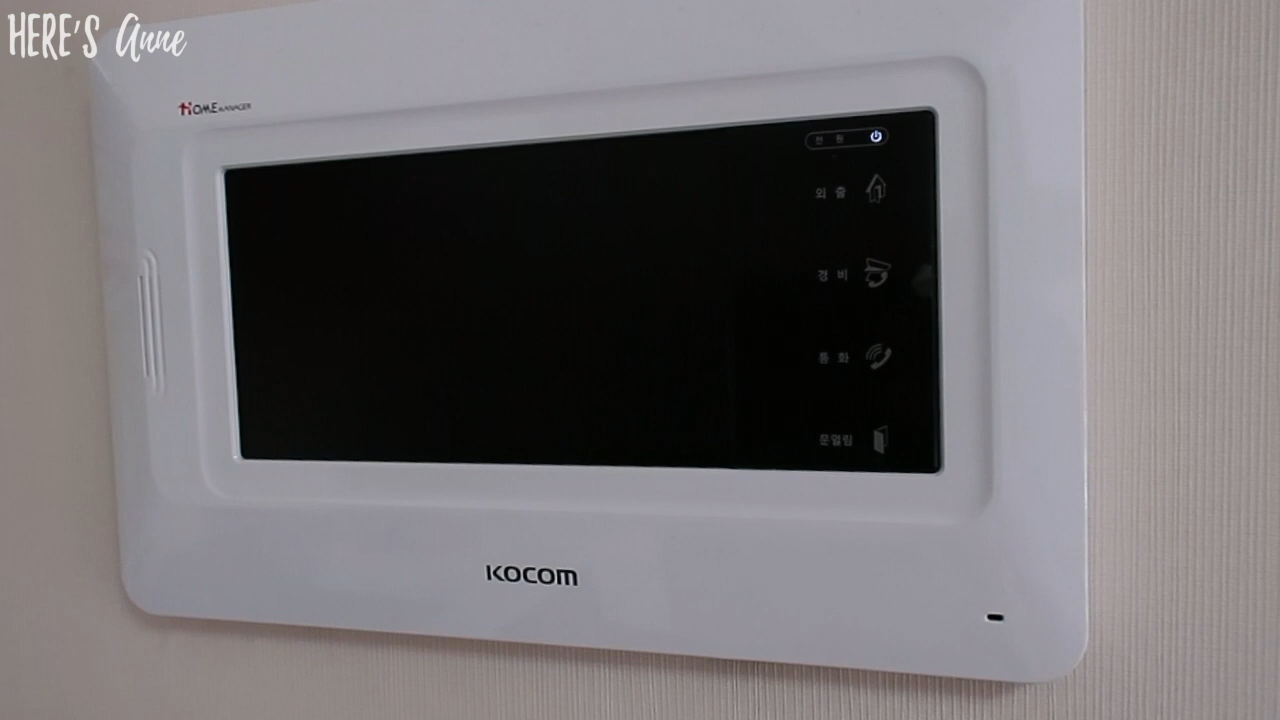 HERE'S Anne
HOME MANAGER
전 원
외 출
경 비
통 화
문열림
KOCOM